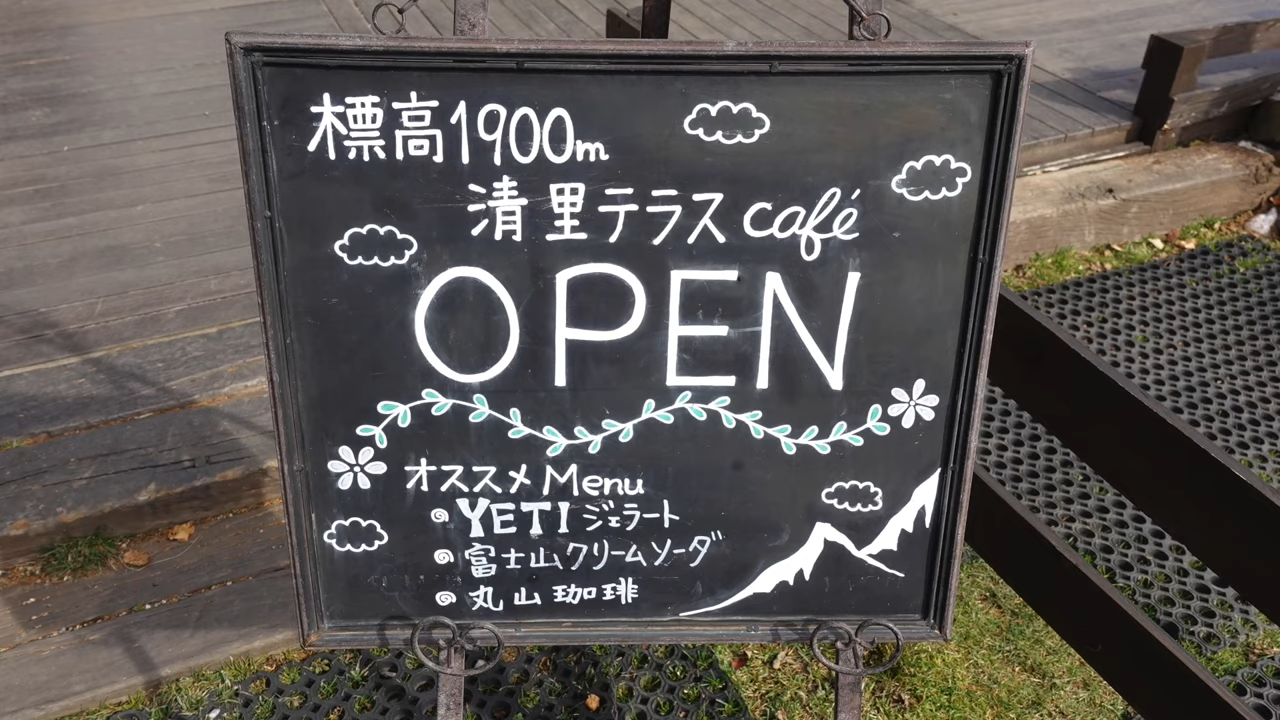 標高1900m
清里テラスcafé
OPEN
オススメMenu
YETIジェラート
富士山クリームソーダ
丸山珈琲